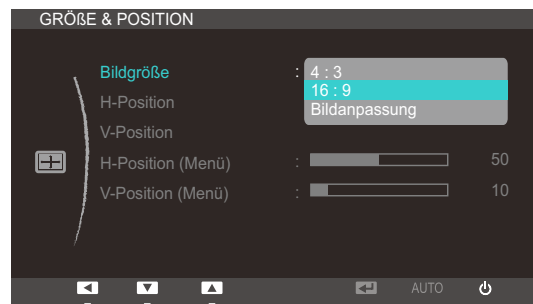 GRÖßE & POSITION
Bildgröße : 4 : 3
16 : 9
Bildanpassung
H-Position
V-Position
H-Position (Menü) : 50
V-Position (Menü) : 10
AUTO